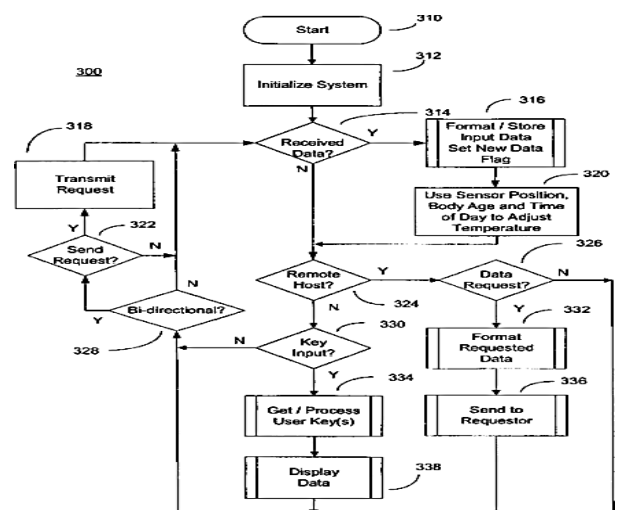 310
Start
312
300
Initialize System
314
316
318
Received
Data?
Y
Format / Store
Input Data
Set New Data
Flag
N
320
Transmit
Request
Use Sensor Position,
Body Age and Time
of Day to Adjust
Temperature
322
Y
N
Send
Request?
326
N
Remote
Host?
Y
Data
Request?
N
324
Bi-directional?
Y
N
330
Y
332
328
N
Key
Input?
Format
Requested
Data
Y
334
336
Get / Process
User Key(s)
Send to
Requestor
Display
Data
338